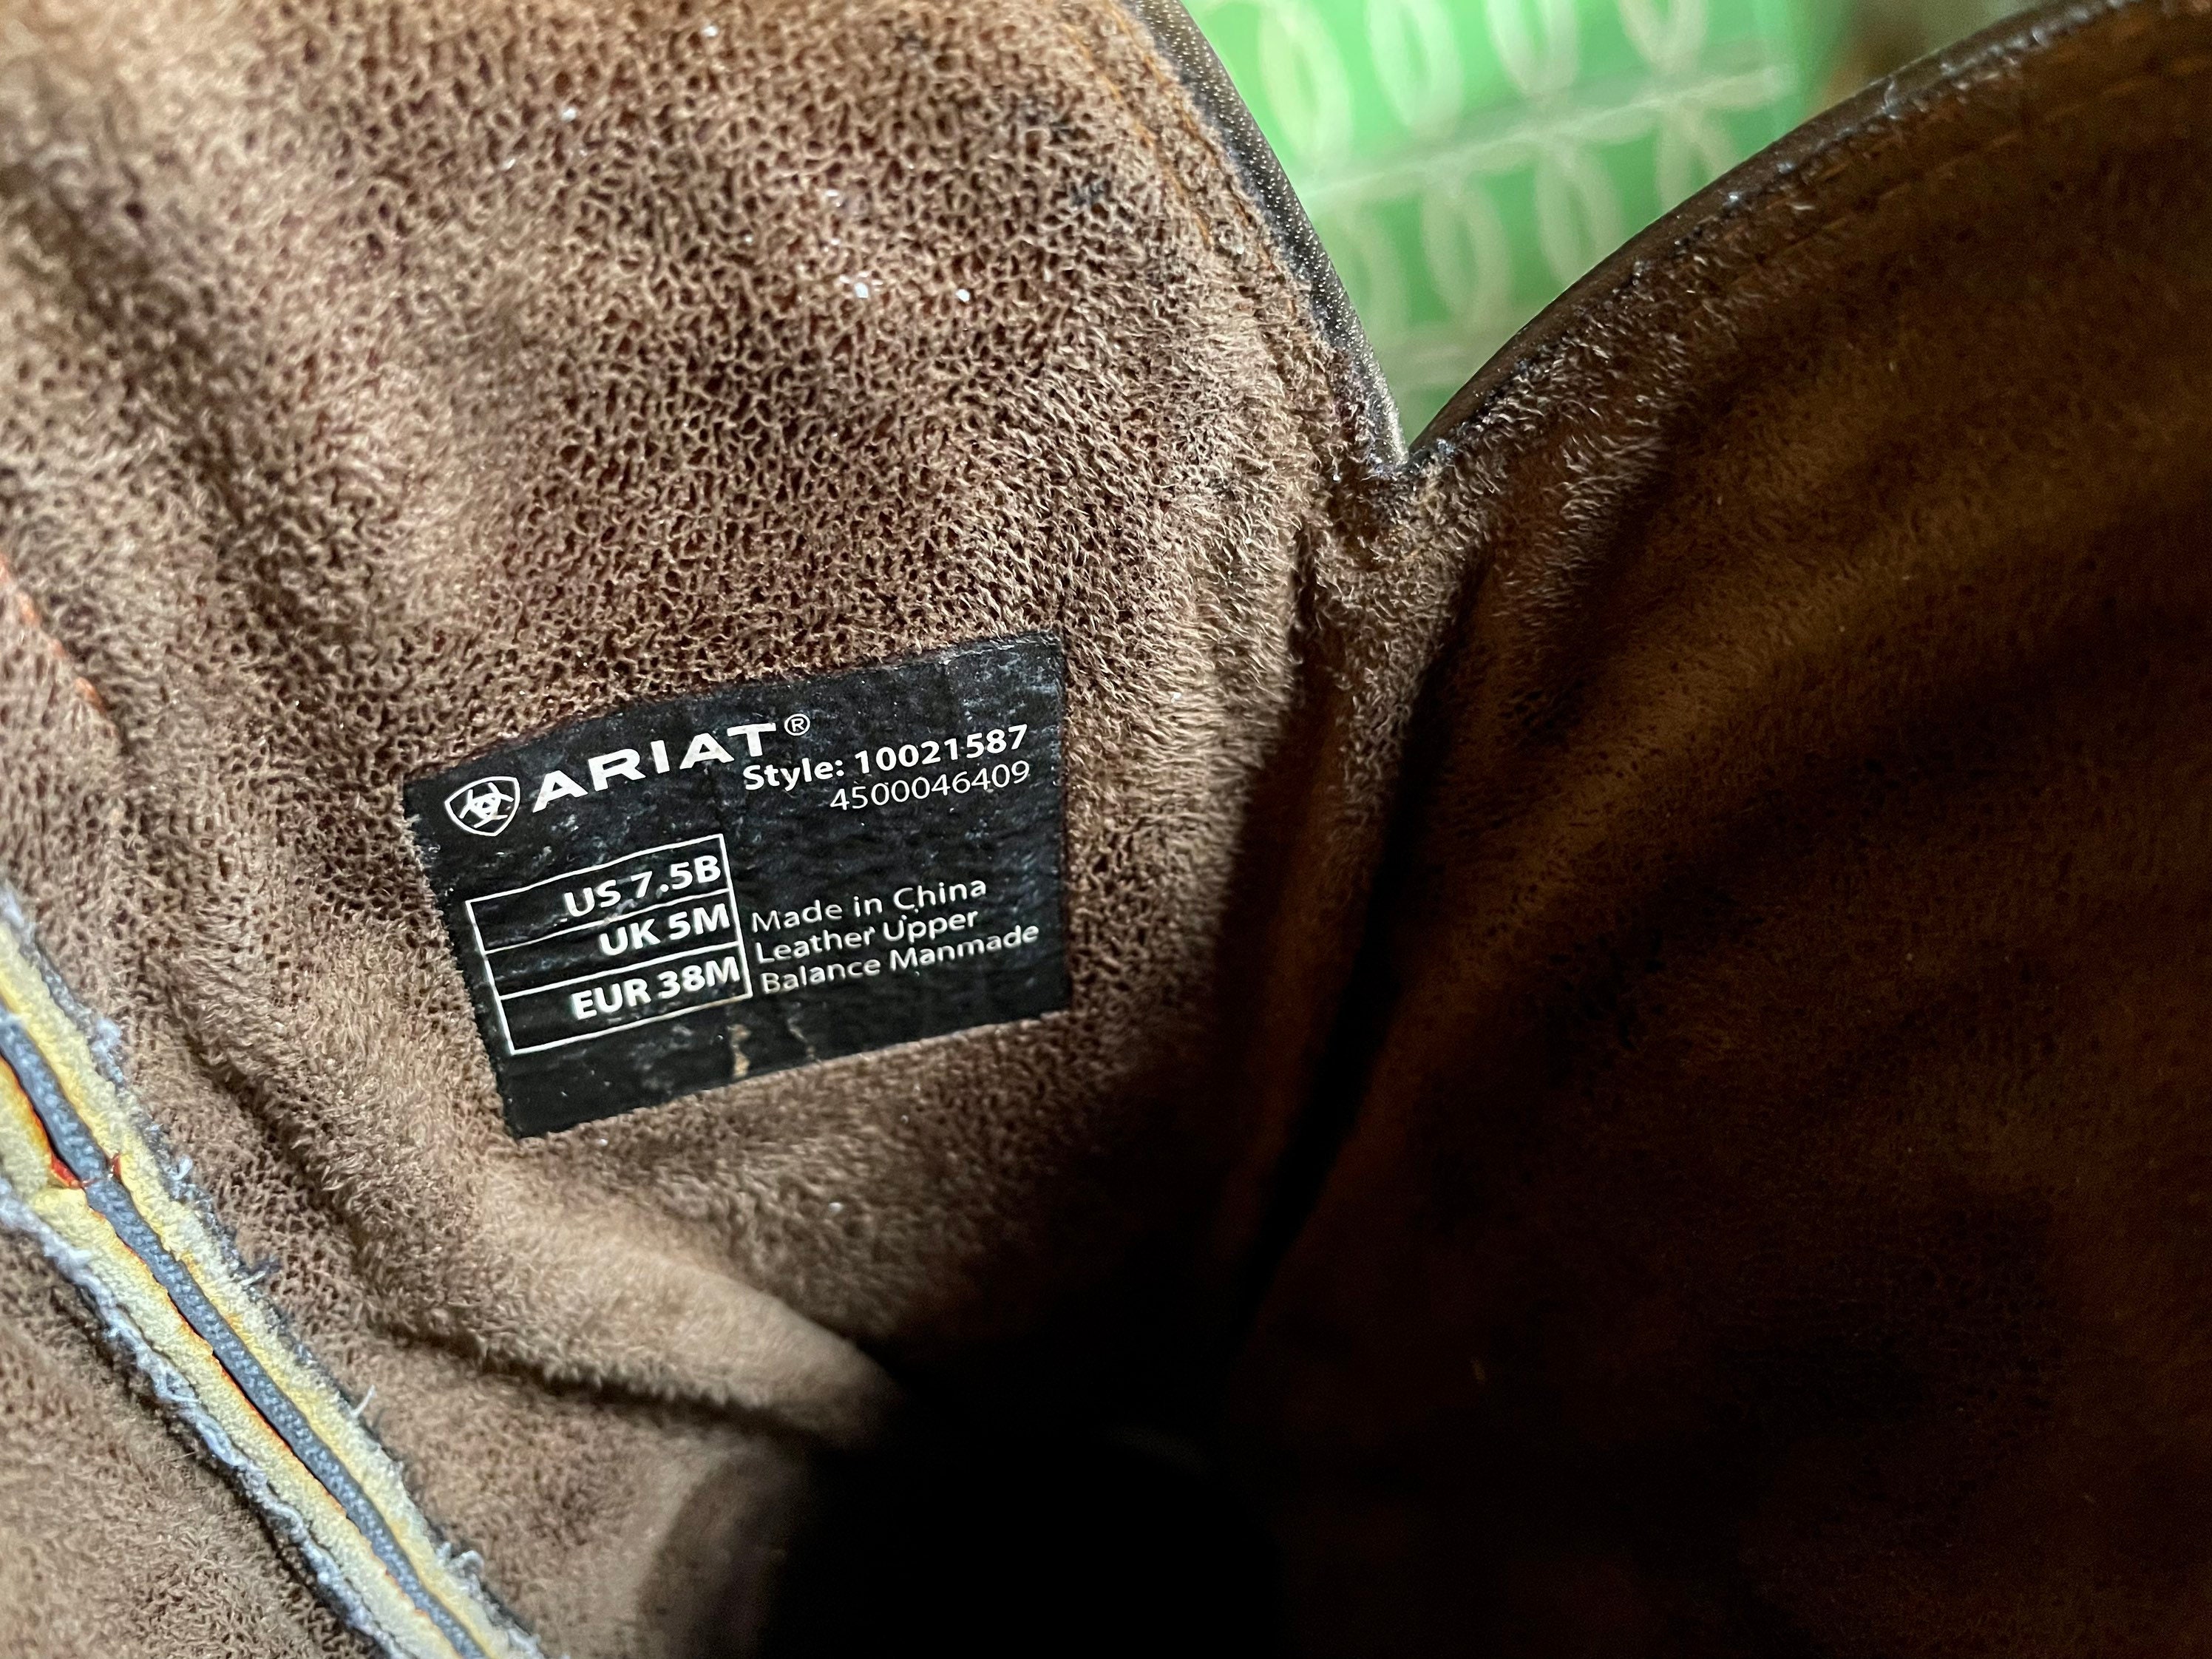 ARIAT®
Style: 10021587
4500046409
US 7.5B
UK 5M
EUR 38M
Made in China
Leather Upper
Balance Manmade